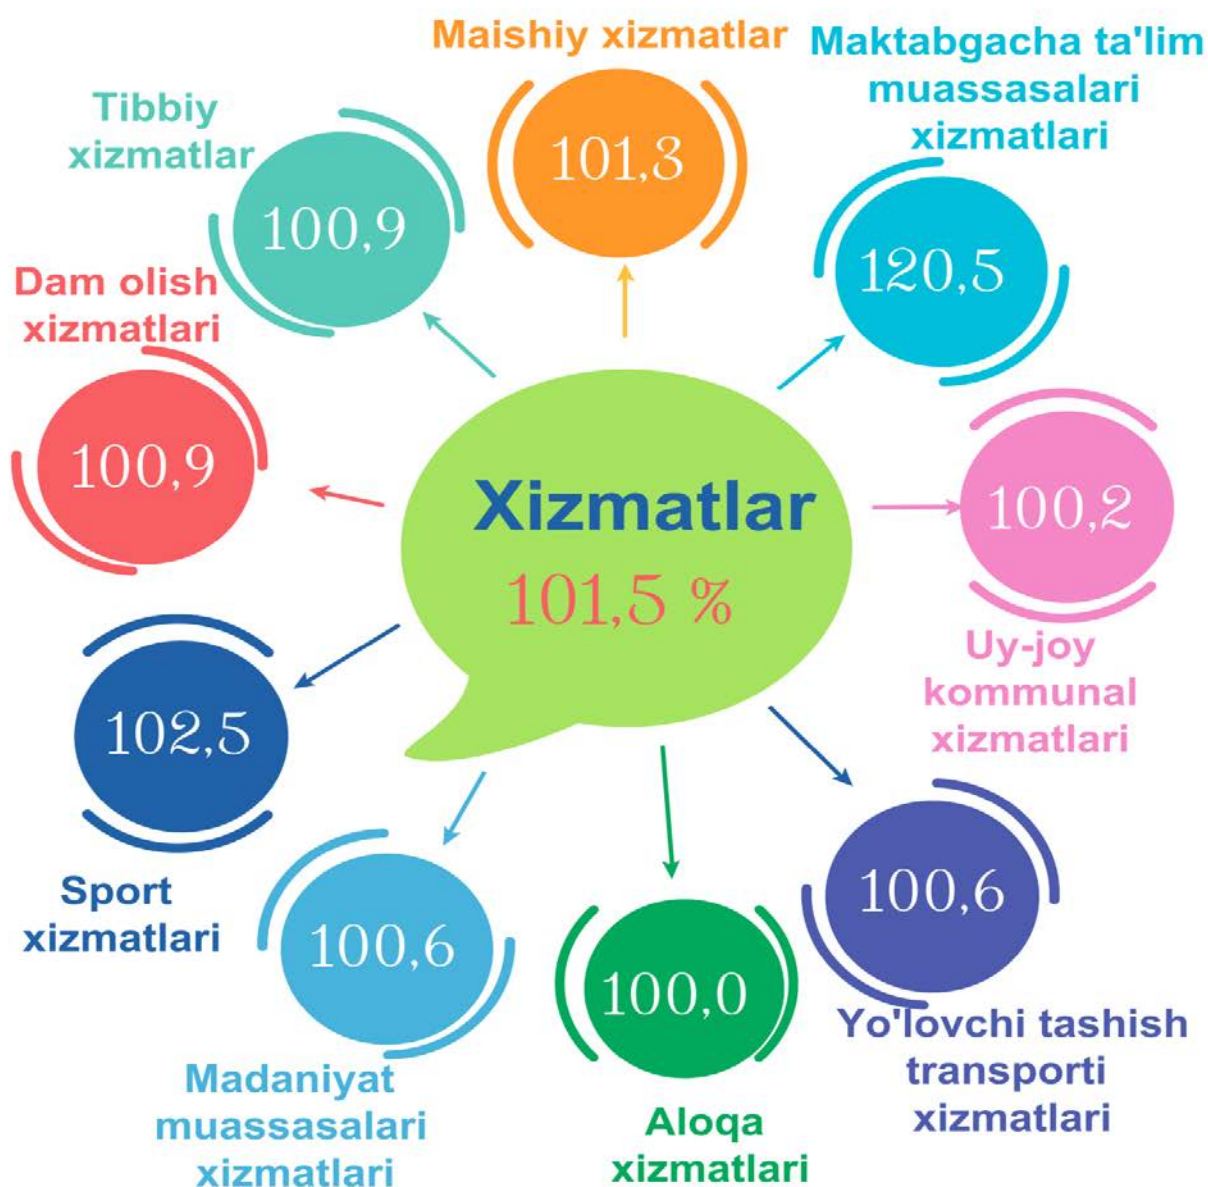 Maishiy xizmatlar
101,3
Maktabgacha ta'lim
muassasalari
xizmatlari
120,5
Tibbiy
xizmatlar
100,9
Dam olish
xizmatlari
100,9
Xizmatlar
101,5 %
100,2
Uy-joy
kommunal
xizmatlari
102,5
Sport
xizmatlari
100,6
Madaniyat
muassasalari
xizmatlari
100,0
Aloqa
xizmatlari
100,6
Yo'lovchi tashish
transporti
xizmatlari